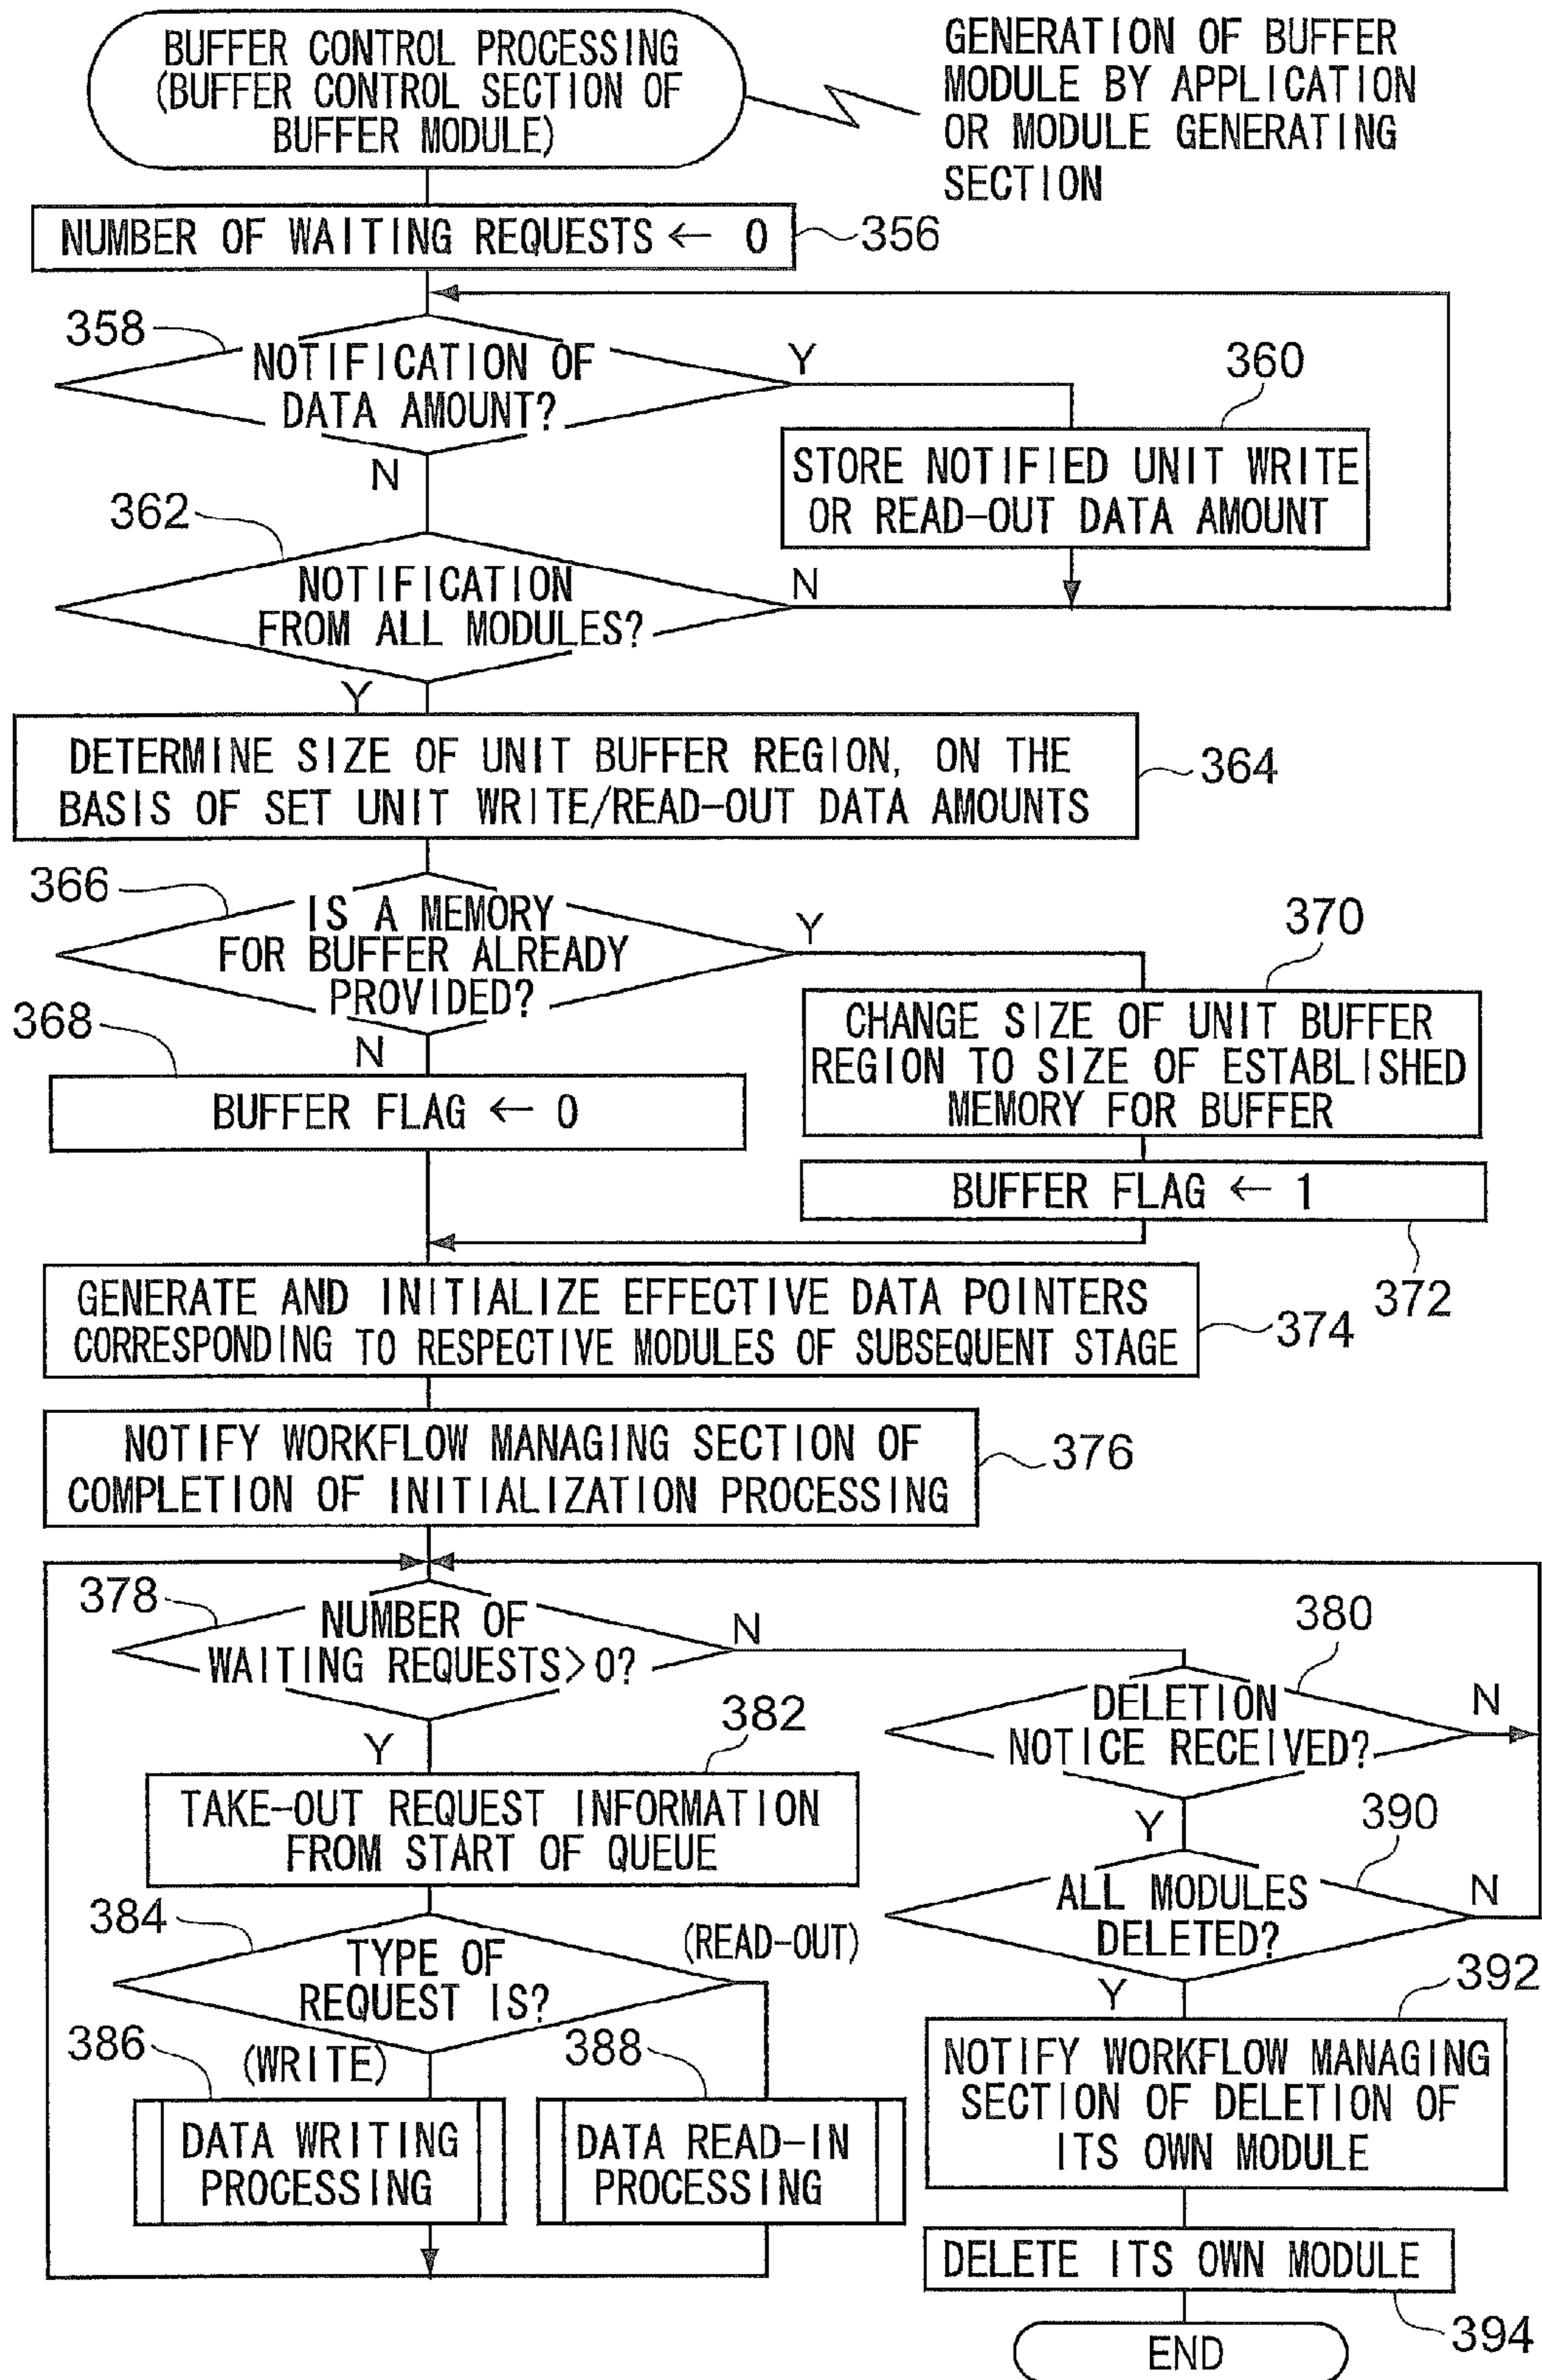 BUFFER CONTROL PROCESSING
(BUFFER CONTROL SECTION OF
BUFFER MODULE)
GENERATION OF BUFFER
MODULE BY APPLICATION
OR MODULE GENERATING
SECTION
NUMBER OF WAITING REQUESTS ← 0
356
358
NOTIFICATION OF
DATA AMOUNT?
Y
N
360
STORE NOTIFIED UNIT WRITE
OR READ-OUT DATA AMOUNT
362
NOTIFICATION
FROM ALL MODULES?
N
Y
DETERMINE SIZE OF UNIT BUFFER REGION, ON THE
BASIS OF SET UNIT WRITE/READ-OUT DATA AMOUNTS
364
366
IS A MEMORY
FOR BUFFER ALREADY
PROVIDED?
Y
N
368
BUFFER FLAG ← 0
370
CHANGE SIZE OF UNIT BUFFER
REGION TO SIZE OF ESTABLISHED
MEMORY FOR BUFFER
BUFFER FLAG ← 1
372
GENERATE AND INITIALIZE EFFECTIVE DATA POINTERS
CORRESPONDING TO RESPECTIVE MODULES OF SUBSEQUENT STAGE
374
NOTIFY WORKFLOW MANAGING SECTION OF
COMPLETION OF INITIALIZATION PROCESSING
376
378
NUMBER OF
WAITING REQUESTS>0?
N
Y
380
DELETION
NOTICE RECEIVED?
N
Y
382
TAKE-OUT REQUEST INFORMATION
FROM START OF QUEUE
384
TYPE OF
REQUEST IS?
(READ-OUT)
(WRITE)
386
DATA WRITING
PROCESSING
388
DATA READ-IN
PROCESSING
390
ALL MODULES
DELETED?
N
Y
392
NOTIFY WORKFLOW MANAGING
SECTION OF DELETION OF
ITS OWN MODULE
DELETE ITS OWN MODULE
394
END